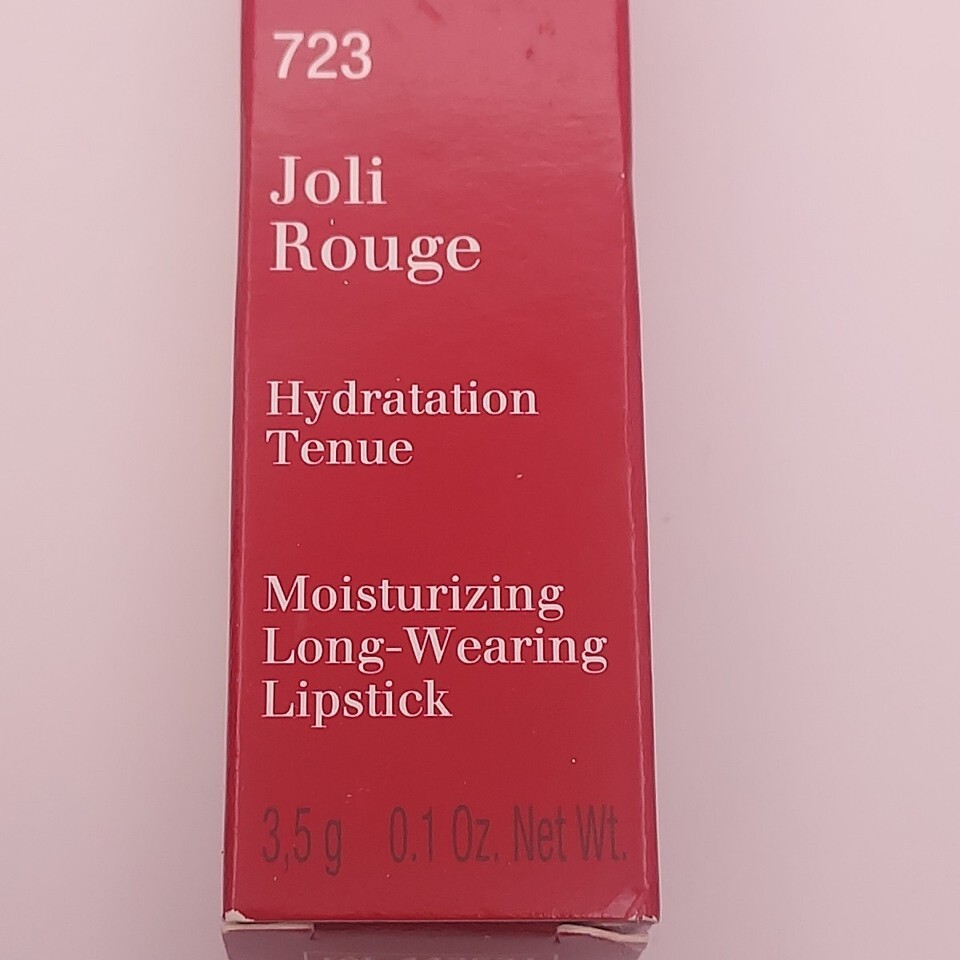 723
Joli
Rouge
Hydratation
Tenue
Moisturizing
Long-Wearing
Lipstick
3,5 g 0.1 Oz. Net Wt.